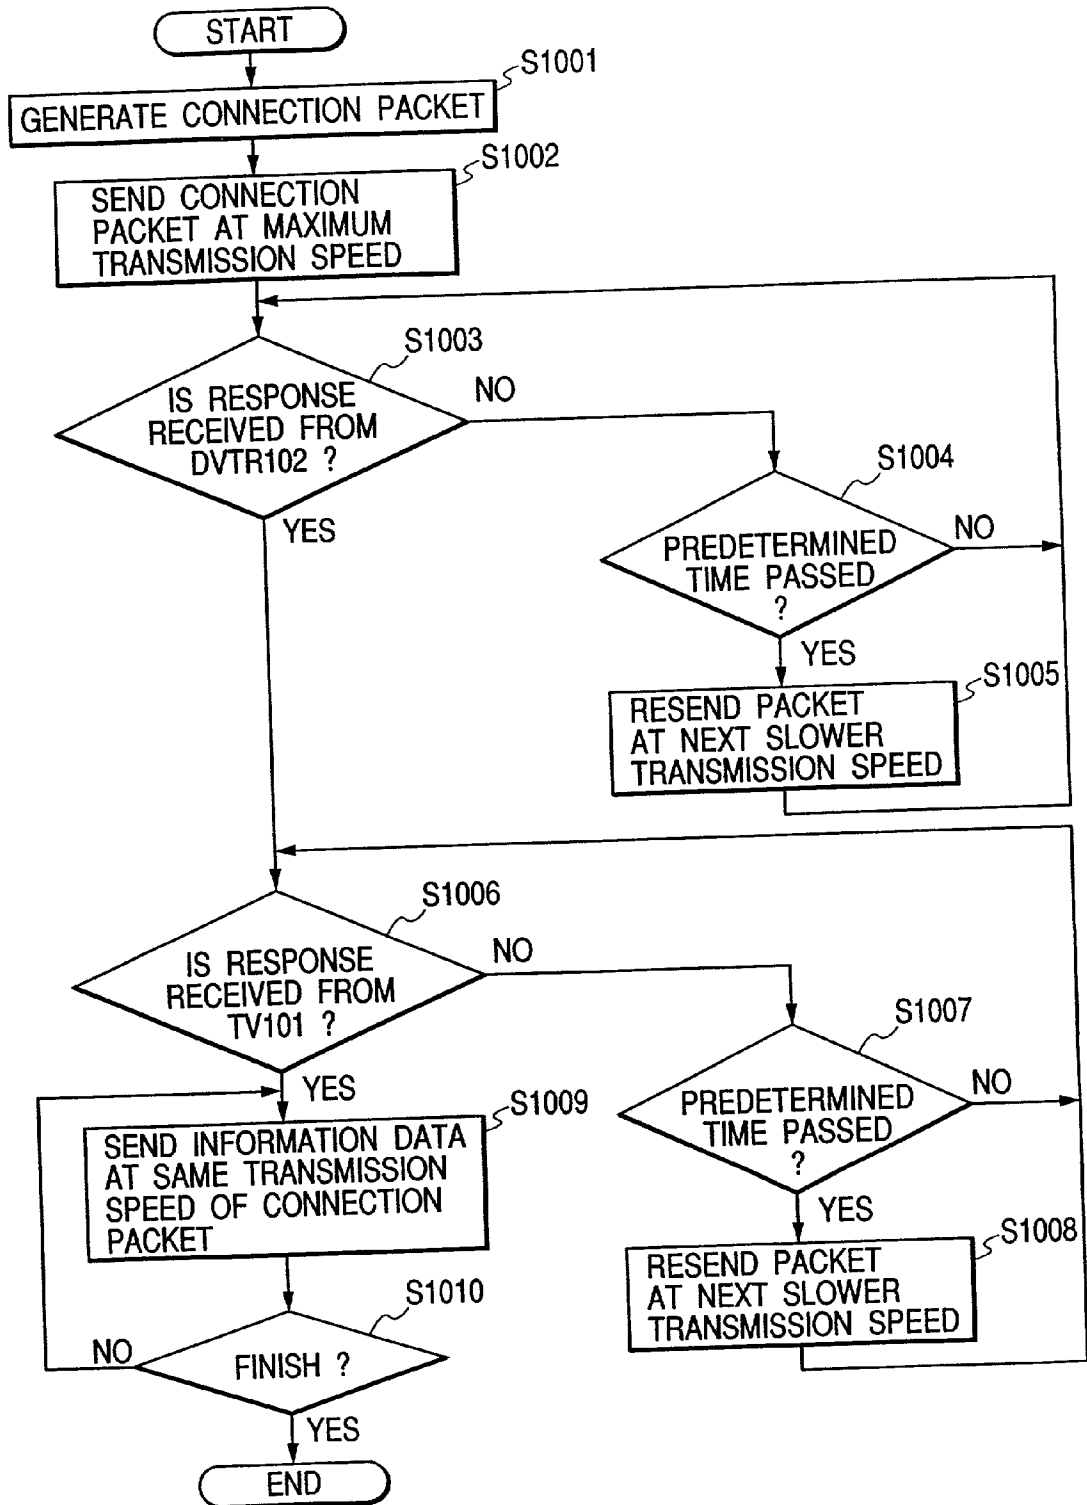 START
S1001
GENERATE CONNECTION PACKET
S1002
SEND CONNECTION
PACKET AT MAXIMUM
TRANSMISSION SPEED
S1003
IS RESPONSE
RECEIVED FROM
DVTR102 ?
NO
YES
S1004
PREDETERMINED
TIME PASSED
?
NO
YES
S1005
RESEND PACKET
AT NEXT SLOWER
TRANSMISSION SPEED
S1006
IS RESPONSE
RECEIVED FROM
TV101 ?
NO
YES
S1007
PREDETERMINED
TIME PASSED
?
NO
YES
S1008
RESEND PACKET
AT NEXT SLOWER
TRANSMISSION SPEED
S1009
SEND INFORMATION DATA
AT SAME TRANSMISSION
SPEED OF CONNECTION
PACKET
S1010
FINISH ?
NO
YES
END